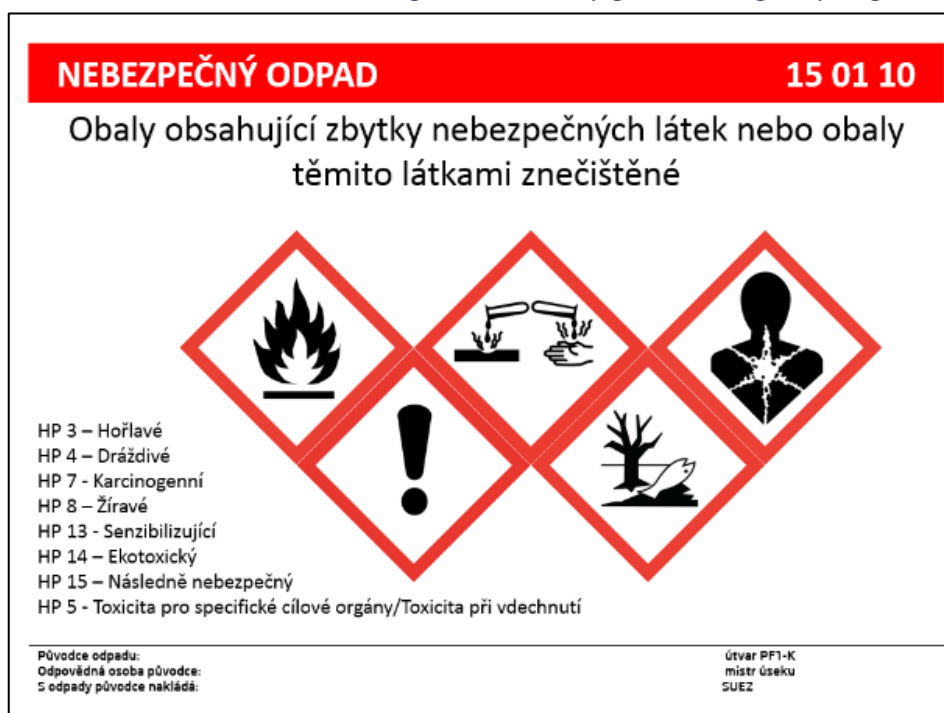 NEBEZPEČNÝ ODPAD 15 01 10
Obaly obsahující zbytky nebezpečných látek nebo obaly
těmito látkami znečištěné
HP 3 – Hořlavé
HP 4 – Dráždivé
HP 7 - Karcinogenní
HP 8 – Žíravé
HP 13 - Senzibilizující
HP 14 – Ekotoxický
HP 15 – Následně nebezpečný
HP 5 - Toxicita pro specifické cílové orgány/Toxicita při vdechnutí
Původce odpadu: útvar PF1-K
Odpovědná osoba původce: mistr úseku
S odpady původce nakládá: SUEZ